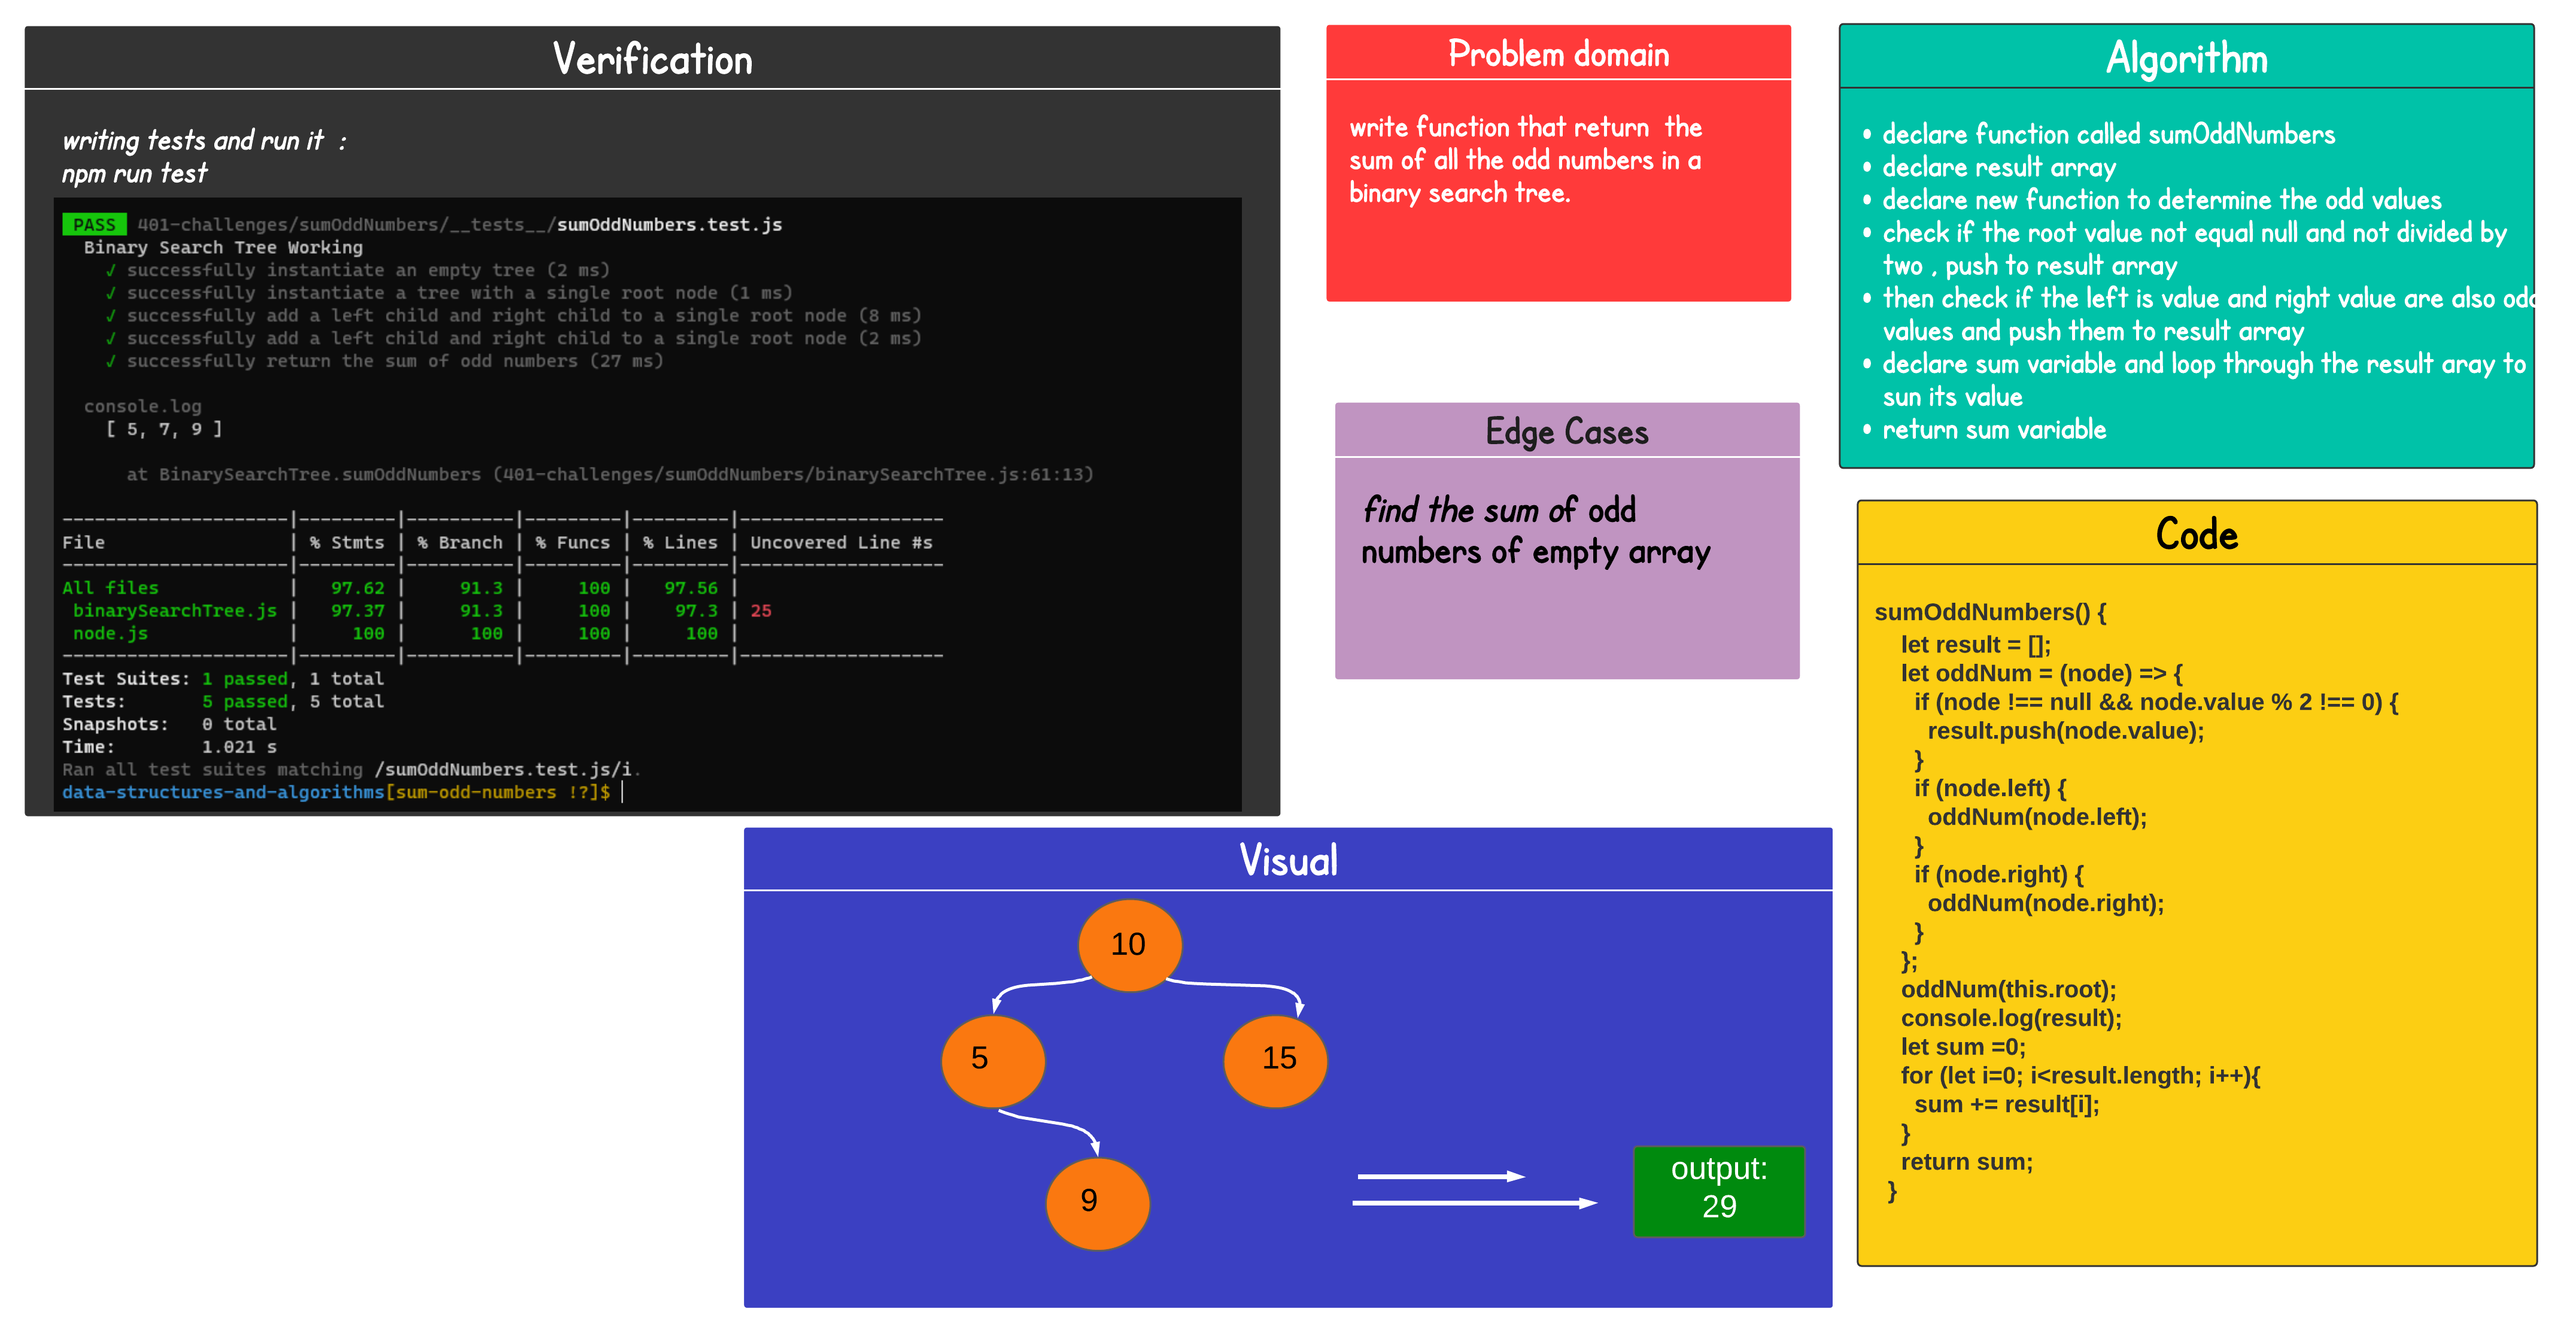 Verification
writing tests and run it :
npm run test
PASS 401-challenges/sumOddNumbers/__tests__/sumOddNumbers.test.js
Binary Search Tree Working
✓ successfully instantiate an empty tree (2 ms)
✓ successfully instantiate a tree with a single root node (1 ms)
✓ successfully add a left child and right child to a single root node (8 ms)
✓ successfully add a left child and right child to a single root node (2 ms)
✓ successfully return the sum of odd numbers (27 ms)
console.log
[ 5, 7, 9 ]
at BinarySearchTree.sumOddNumbers (401-challenges/sumOddNumbers/binarySearchTree.js:61:13)
---------------------|---------|----------|---------|---------|-------------------
File | % Stmts | % Branch | % Funcs | % Lines | Uncovered Line #s
---------------------|---------|----------|---------|---------|-------------------
All files | 97.62 | 91.3 | 100 | 97.56 |
binarySearchTree.js | 97.37 | 91.3 | 100 | 97.3 | 25
node.js | 100 | 100 | 100 | 100 |
---------------------|---------|----------|---------|---------|-------------------
Test Suites: 1 passed, 1 total
Tests: 5 passed, 5 total
Snapshots: 0 total
Time: 1.021 s
Ran all test suites matching /sumOddNumbers.test.js/i.
data-structures-and-algorithms[sum-odd-numbers !?]$
Problem domain
write function that return the
sum of all the odd numbers in a
binary search tree.
Edge Cases
find the sum of odd
numbers of empty array
Algorithm
• declare function called sumOddNumbers
• declare result array
• declare new function to determine the odd values
• check if the root value not equal null and not divided by
two , push to result array
• then check if the left is value and right value are also odd
values and push them to result array
• declare sum variable and loop through the result aray to
sun its value
• return sum variable
Code
sumOddNumbers() {
let result = [];
let oddNum = (node) => {
if (node !== null && node.value % 2 !== 0) {
result.push(node.value);
}
if (node.left) {
oddNum(node.left);
}
if (node.right) {
oddNum(node.right);
}
};
oddNum(this.root);
console.log(result);
let sum =0;
for (let i=0; i<result.length; i++){
sum += result[i];
}
return sum;
}
Visual
10
5
15
9
output:
29